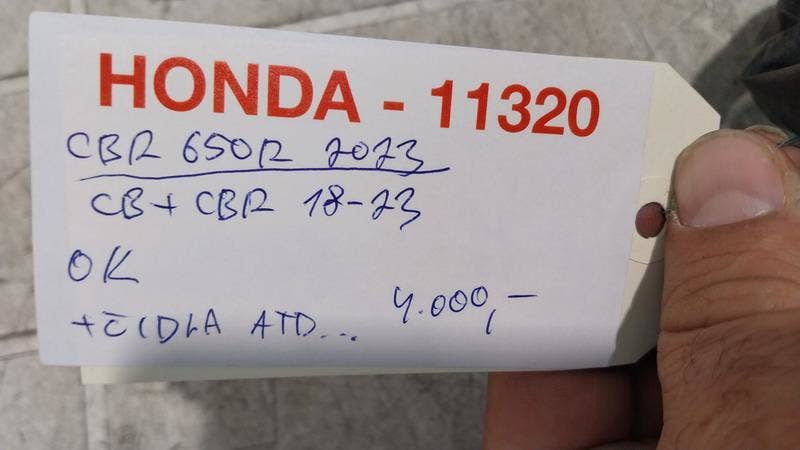 HONDA - 11320
CBR 650R 2023
CB + CBR 18-23
OK
+ČIDLA ATD...
4.000,-